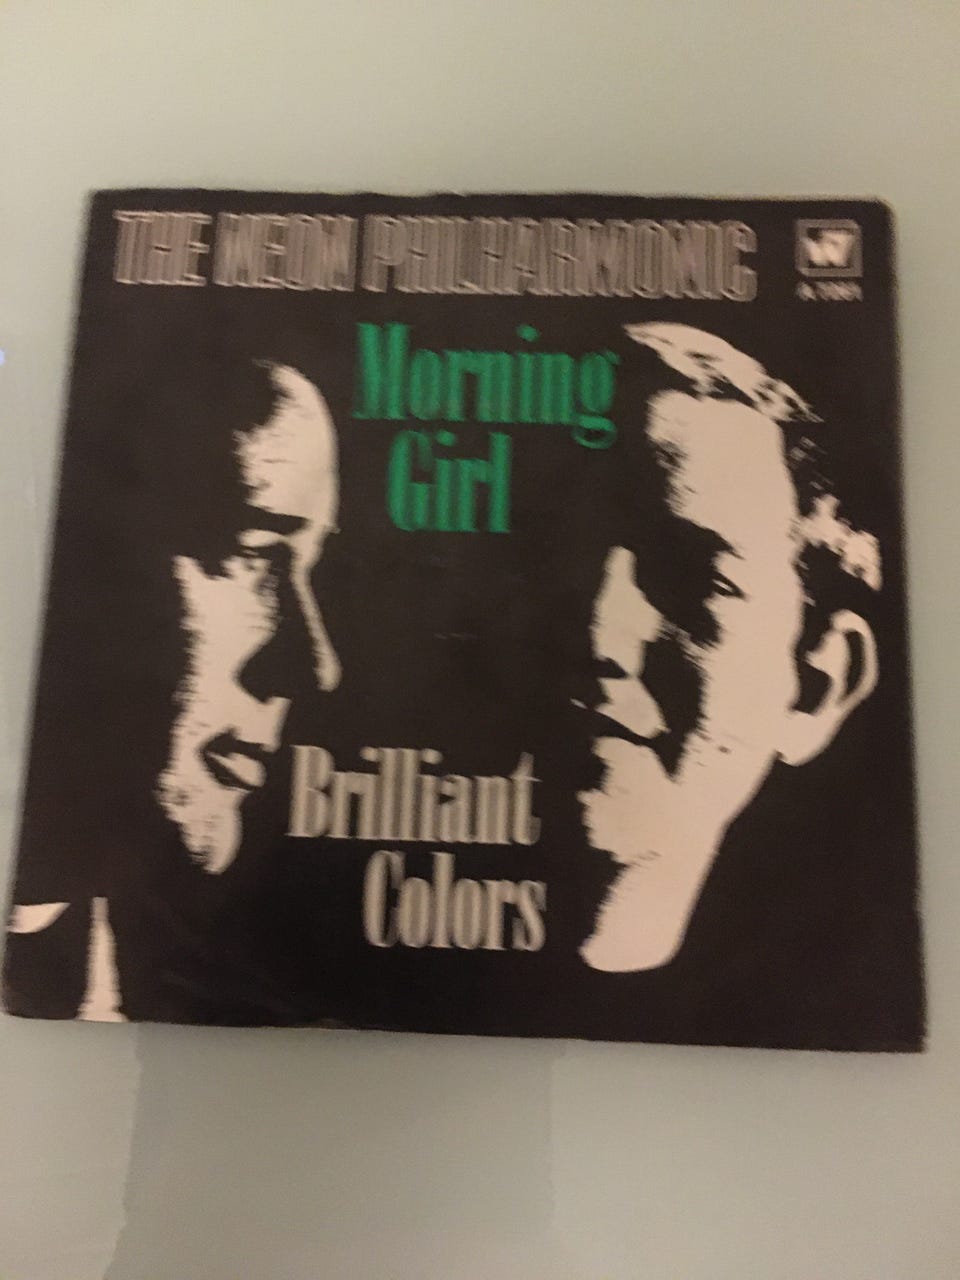 THE NEON PHILHARMONIC
W
Morning
Girl
Brilliant
Colors